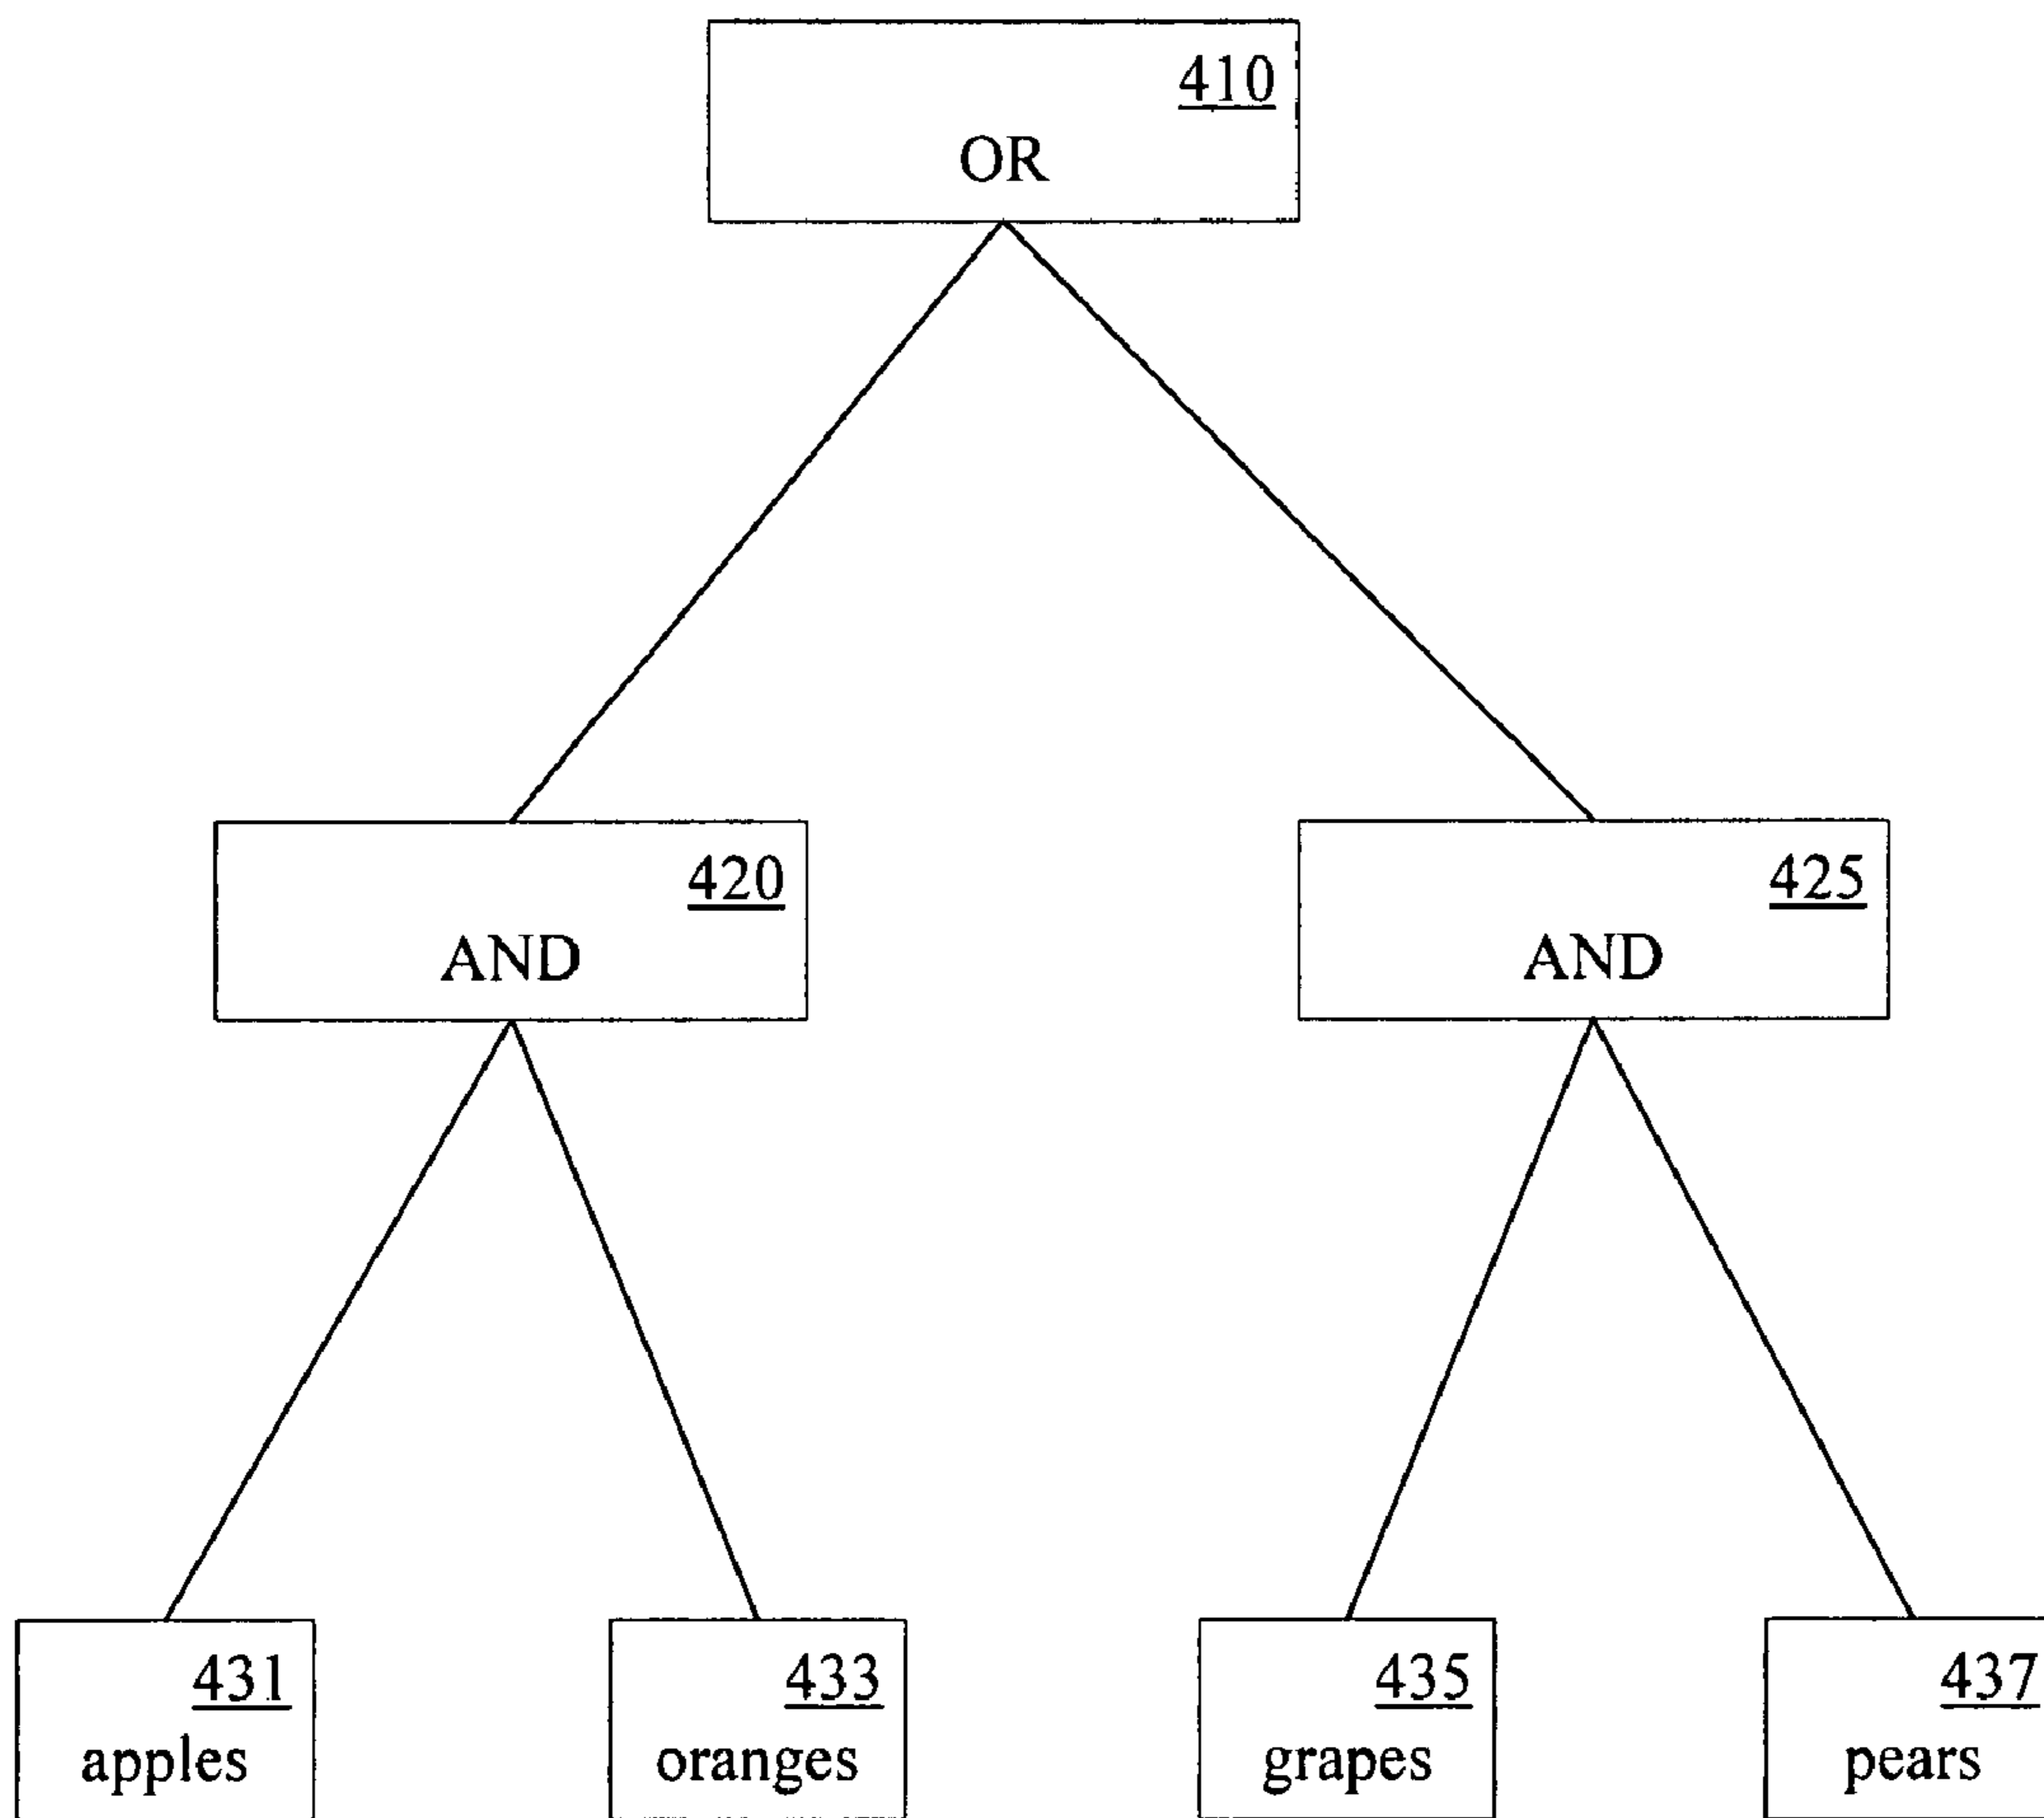 410
OR
420
AND
425
AND
431
apples
433
oranges
435
grapes
437
pears